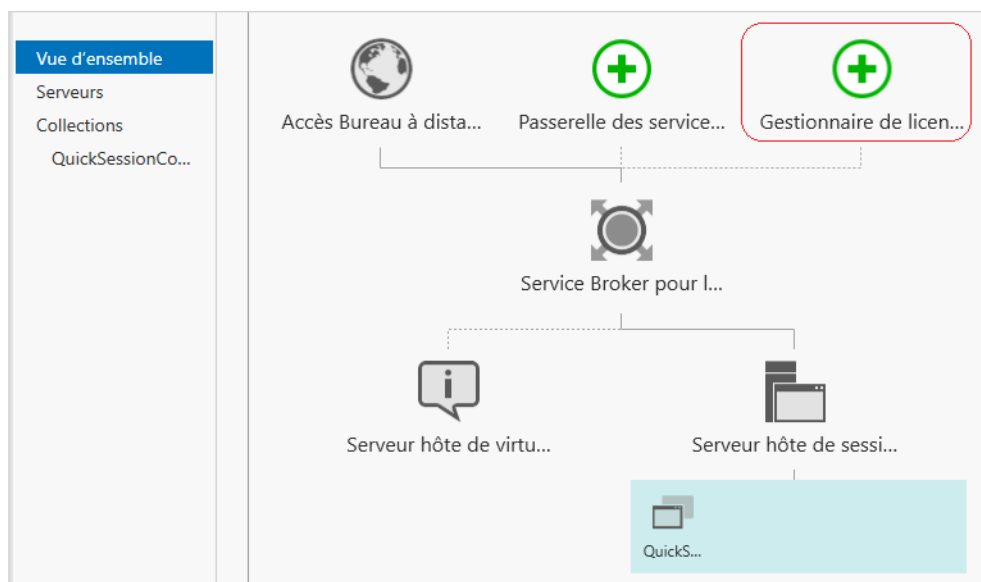 Vue d'ensemble
Serveurs
Collections
QuickSessionCo...
Accès Bureau à dista...
Passerelle des service...
Gestionnaire de licen...
Service Broker pour l...
Serveur hôte de virtu...
Serveur hôte de sessi...
QuickS...